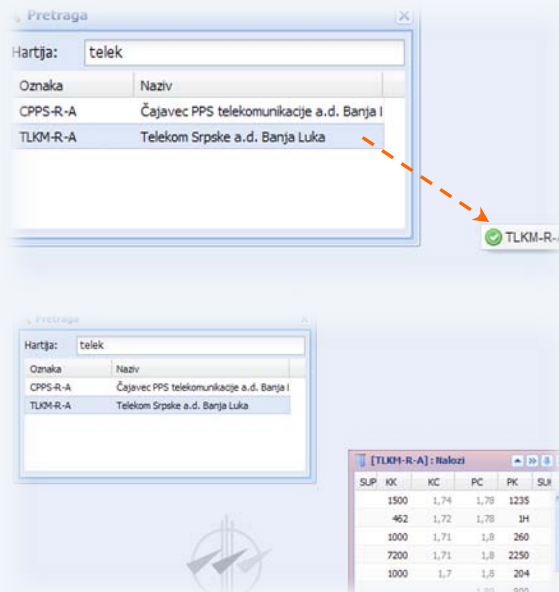 Pretraga
Hartija: telek
Oznaka Naziv
CPPS-R-A Čajavec PPS telekomunikacije a.d. Banja l
TLKM-R-A Telekom Srpske a.d. Banja Luka
TLKM-R-A
Pretraga
Hartija: telek
Oznaka Naziv
CPPS-R-A Čajavec PPS telekomunikacije a.d. Banja l
TLKM-R-A Telekom Srpske a.d. Banja Luka
[TLKM-R-A] : Nalozi
SUP KK KC PC PK SUK
1500 1,74 1,78 1235
462 1,72 1,78 1H
1000 1,71 1,8 260
7200 1,71 1,8 2250
1000 1,7 1,8 204